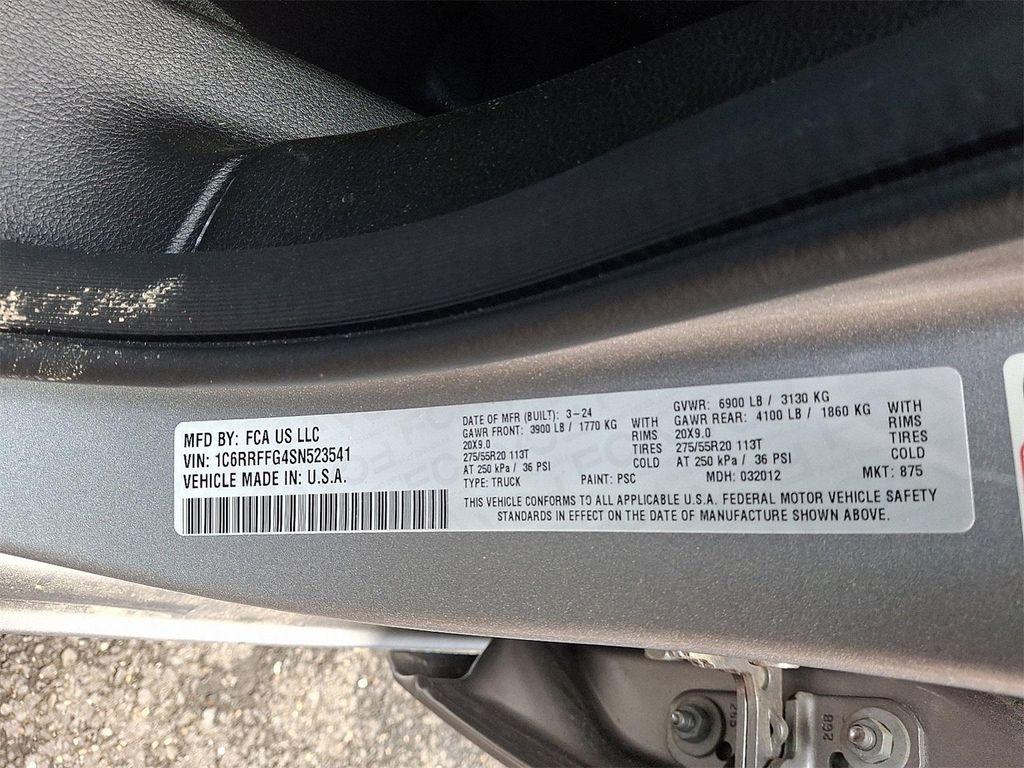 MFD BY: FCA US LLC
VIN: 1C6RRFFG4SN523541
VEHICLE MADE IN: U.S.A.
DATE OF MFR (BUILT): 3-24
GAWR FRONT: 3900 LB / 1770 KG WITH
20X9.0 RIMS
275/55R20 113T TIRES
AT 250 kPa / 36 PSI COLD
TYPE: TRUCK PAINT: PSC
GVWR: 6900 LB / 3130 KG
GAWR REAR: 4100 LB / 1860 KG WITH
20X9.0 RIMS
275/55R20 113T TIRES
AT 250 kPa / 36 PSI COLD
MDH: 032012 MKT: 875
THIS VEHICLE CONFORMS TO ALL APPLICABLE U.S.A. FEDERAL MOTOR VEHICLE SAFETY
STANDARDS IN EFFECT ON THE DATE OF MANUFACTURE SHOWN ABOVE.
268